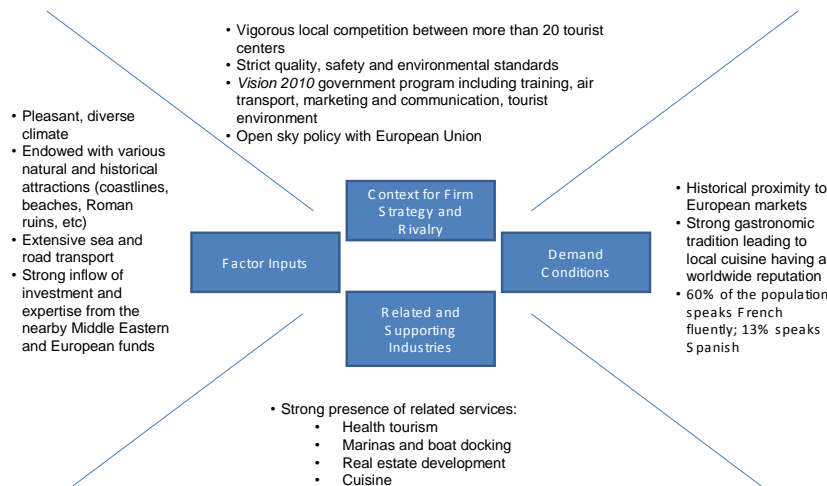 • Vigorous local competition between more than 20 tourist
centers
• Strict quality, safety and environmental standards
• Vision 2010 government program including training, air
transport, marketing and communication, tourist
environment
• Open sky policy with European Union
• Pleasant, diverse
climate
• Endowed with various
natural and historical
attractions (coastlines,
beaches, Roman
ruins, etc)
• Extensive sea and
road transport
• Strong inflow of
investment and
expertise from the
nearby Middle Eastern
and European funds
Context for Firm
Strategy and
Rivalry
Factor Inputs
Demand
Conditions
Related and
Supporting
Industries
• Historical proximity to
European markets
• Strong gastronomic
tradition leading to
local cuisine having a
worldwide reputation
• 60% of the population
speaks French
fluently; 13% speaks
Spanish
• Strong presence of related services:
• Health tourism
• Marinas and boat docking
• Real estate development
• Cuisine